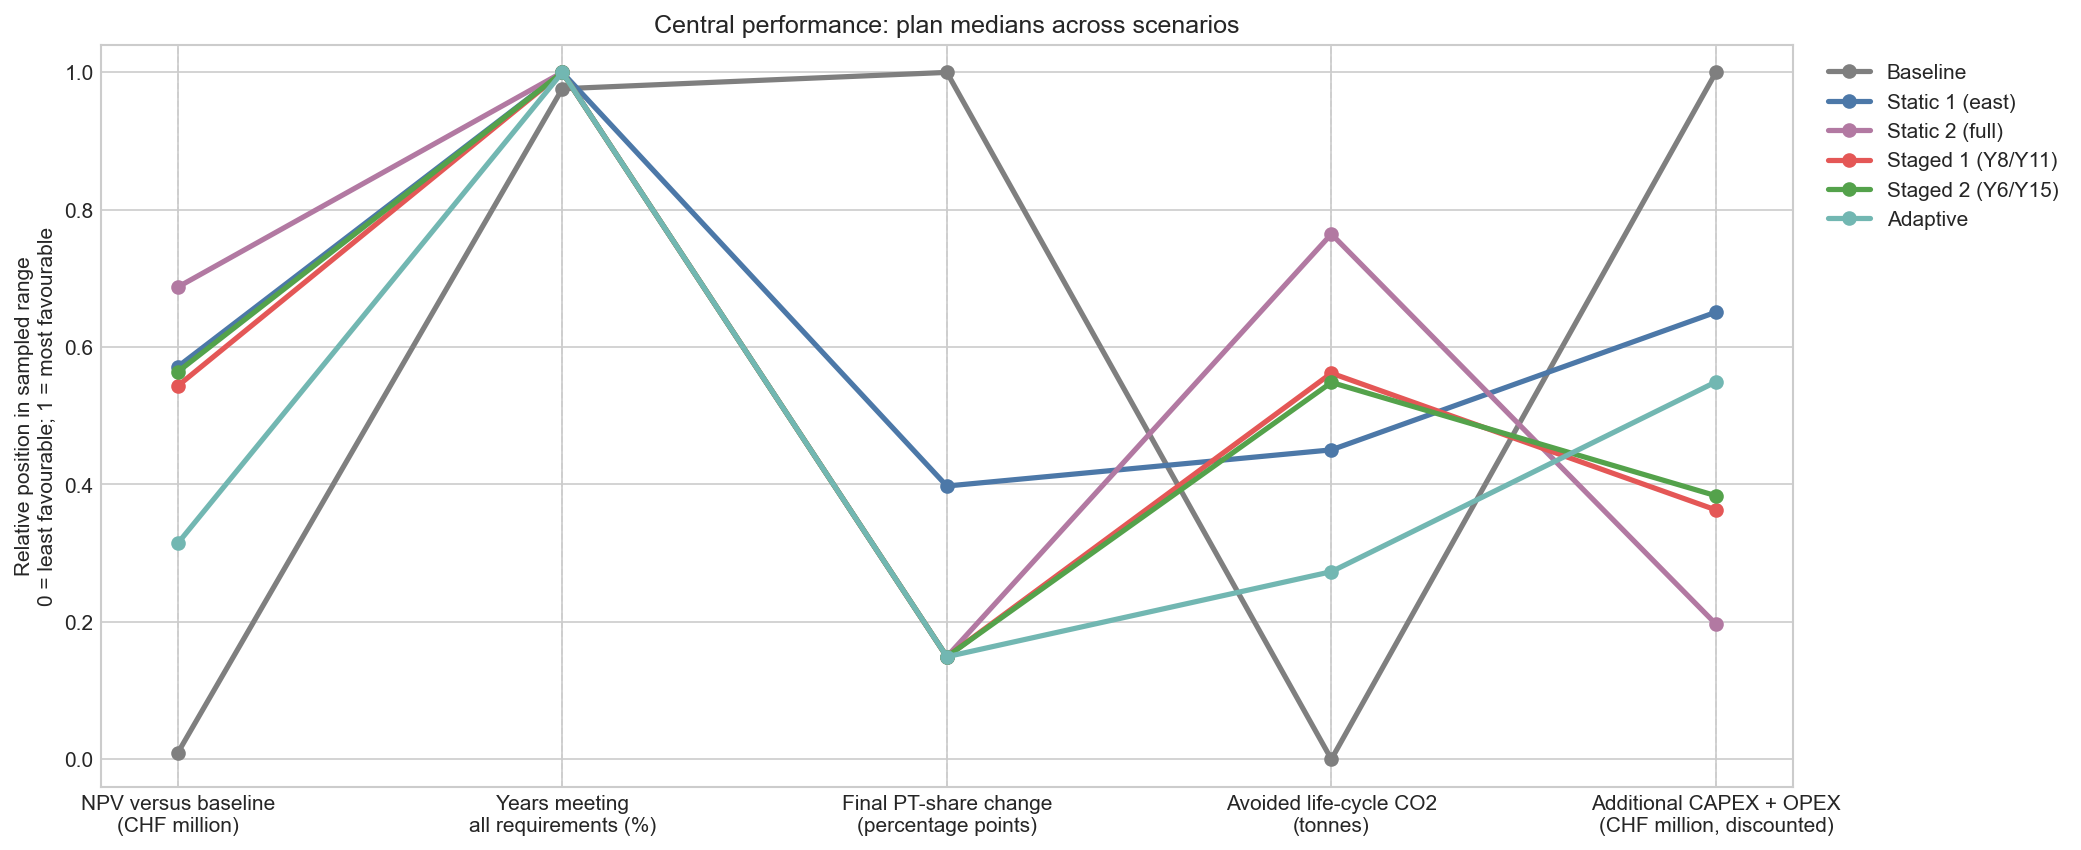 Central performance: plan medians across scenarios
Relative position in sampled range
0 = least favourable; 1 = most favourable
1.0
0.8
0.6
0.4
0.2
0.0
NPV versus baseline
(CHF million)
Years meeting
all requirements (%)
Final PT-share change
(percentage points)
Avoided life-cycle CO2
(tonnes)
Additional CAPEX + OPEX
(CHF million, discounted)
Baseline
Static 1 (east)
Static 2 (full)
Staged 1 (Y8/Y11)
Staged 2 (Y6/Y15)
Adaptive